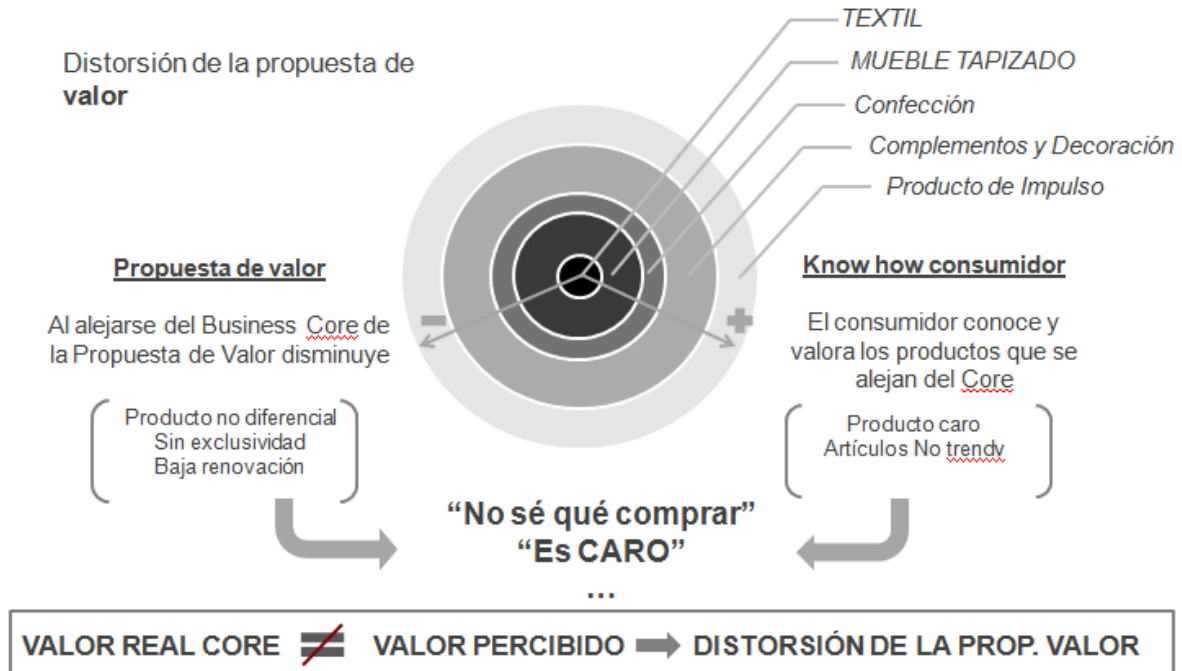 Distorsión de la propuesta de
valor
TEXTIL
MUEBLE TAPIZADO
Confección
Complementos y Decoración
Producto de Impulso
Propuesta de valor
Al alejarse del Business Core de
la Propuesta de Valor disminuye
Producto no diferencial
Sin exclusividad
Baja renovación
Know how consumidor
El consumidor conoce y
valora los productos que se
alejan del Core
Producto caro
Artículos No trendy
“No sé qué comprar”
“Es CARO”
...
VALOR REAL CORE ≠ VALOR PERCIBIDO ➡ DISTORSIÓN DE LA PROP. VALOR